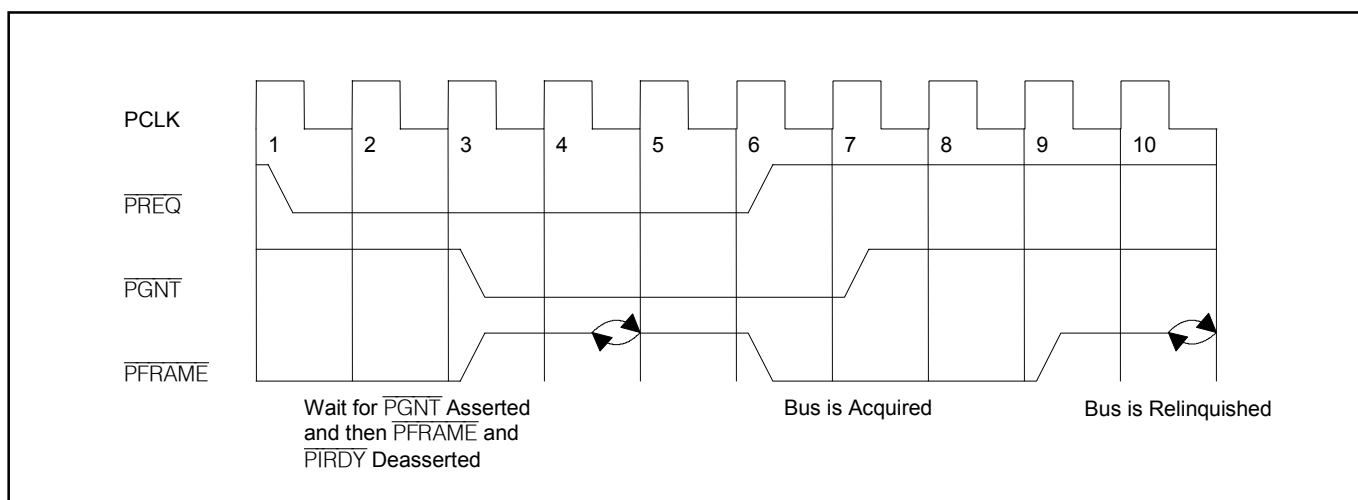 PCLK
1 2 3 4 5 6 7 8 9 10
PREQ
PGNT
PFRAME
Wait for PGNT Asserted
and then PFRAME and
PIRDY Deasserted
Bus is Acquired
Bus is Relinquished